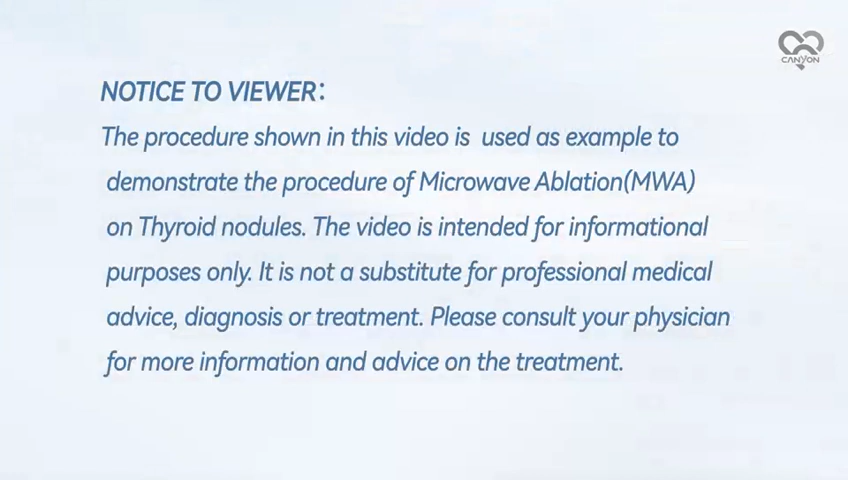 CANYON
NOTICE TO VIEWER:
The procedure shown in this video is used as example to
demonstrate the procedure of Microwave Ablation(MWA)
on Thyroid nodules. The video is intended for informational
purposes only. It is not a substitute for professional medical
advice, diagnosis or treatment. Please consult your physician
for more information and advice on the treatment.